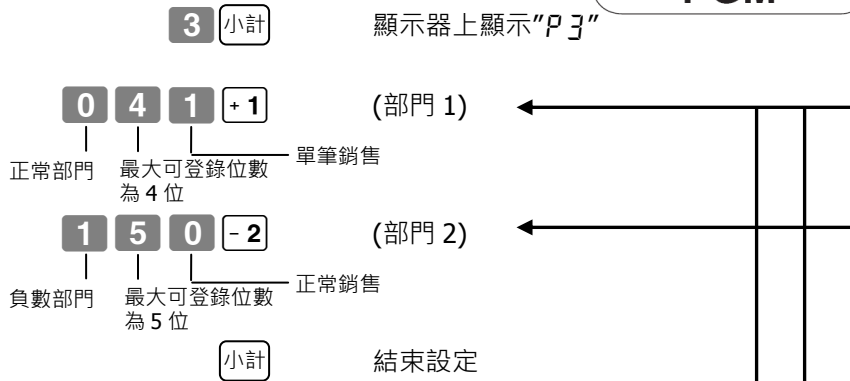 3 小計 顯示器上顯示"P3"
0 4 1 + 1 (部門 1)
正常部門 最大可登錄位數 單筆銷售
為 4 位
1 5 0 - 2 (部門 2)
負數部門 最大可登錄位數 正常銷售
為 5 位
小計 結束設定